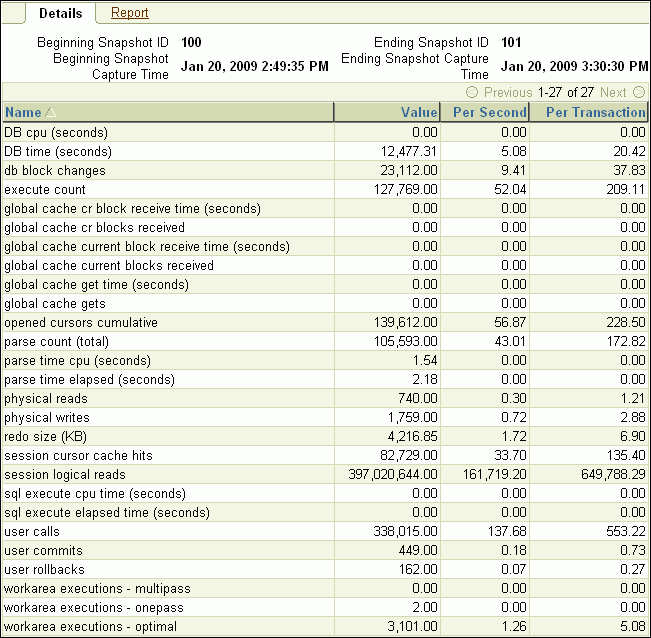 Details Report
Beginning Snapshot ID 100 Ending Snapshot ID 101
Beginning Snapshot Capture Time Jan 20, 2009 2:49:35 PM Ending Snapshot Capture Time Jan 20, 2009 3:30:30 PM
Previous 1-27 of 27 Next
Name Value Per Second Per Transaction
DB cpu (seconds) 0.00 0.00 0.00
DB time (seconds) 12,477.31 5.08 20.42
db block changes 23,112.00 9.41 37.83
execute count 127,769.00 52.04 209.11
global cache cr block receive time (seconds) 0.00 0.00 0.00
global cache cr blocks received 0.00 0.00 0.00
global cache current block receive time (seconds) 0.00 0.00 0.00
global cache current blocks received 0.00 0.00 0.00
global cache get time (seconds) 0.00 0.00 0.00
global cache gets 0.00 0.00 0.00
opened cursors cumulative 139,612.00 56.87 228.50
parse count (total) 105,593.00 43.01 172.82
parse time cpu (seconds) 1.54 0.00 0.00
parse time elapsed (seconds) 2.18 0.00 0.00
physical reads 740.00 0.30 1.21
physical writes 1,759.00 0.72 2.88
redo size (KB) 4,216.85 1.72 6.90
session cursor cache hits 82,729.00 33.70 135.40
session logical reads 397,020,644.00 161,719.20 649,788.29
sql execute cpu time (seconds) 0.00 0.00 0.00
sql execute elapsed time (seconds) 0.00 0.00 0.00
user calls 338,015.00 137.68 553.22
user commits 449.00 0.18 0.73
user rollbacks 162.00 0.07 0.27
workarea executions - multipass 0.00 0.00 0.00
workarea executions - onepass 2.00 0.00 0.00
workarea executions - optimal 3,101.00 1.26 5.08